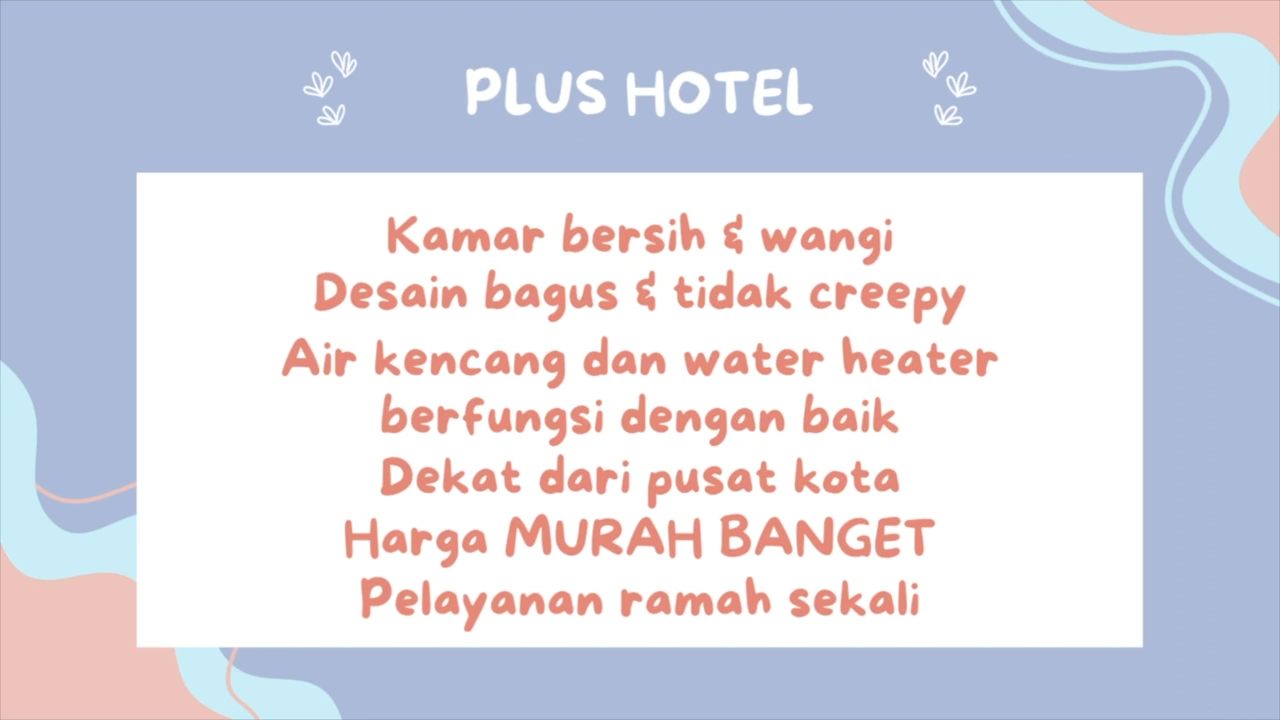 PLUS HOTEL
Kamar bersih & wangi
Desain bagus & tidak creepy
Air kencang dan water heater
berfungsi dengan baik
Dekat dari pusat kota
Harga MURAH BANGET
Pelayanan ramah sekali